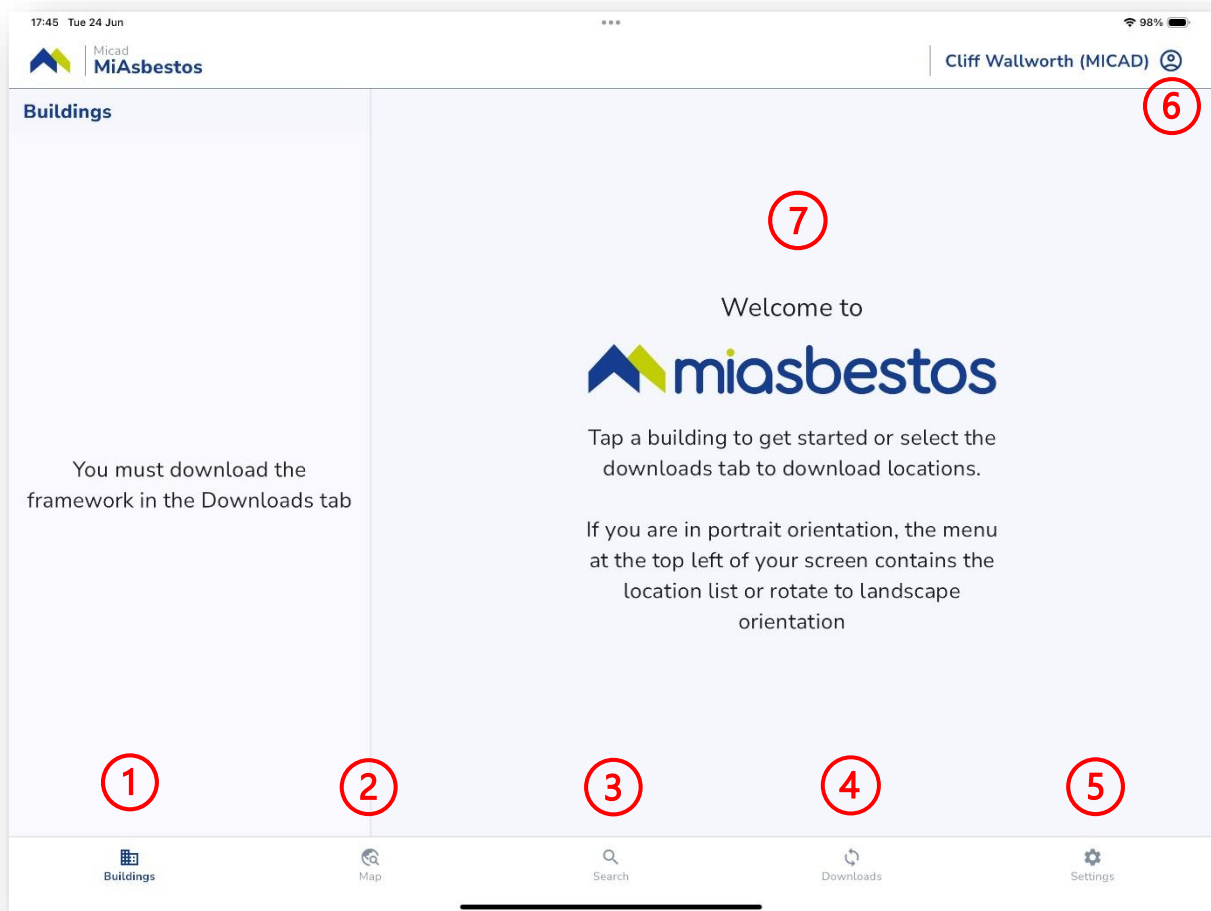 17:45 Tue 24 Jun
98%
Micad
MiAsbestos
Cliff Wallworth (MICAD)
6
Buildings
7
Welcome to
miasbestos
Tap a building to get started or select the
downloads tab to download locations.
You must download the
framework in the Downloads tab
If you are in portrait orientation, the menu
at the top left of your screen contains the
location list or rotate to landscape
orientation
1
2
3
4
5
Buildings
Map
Search
Downloads
Settings